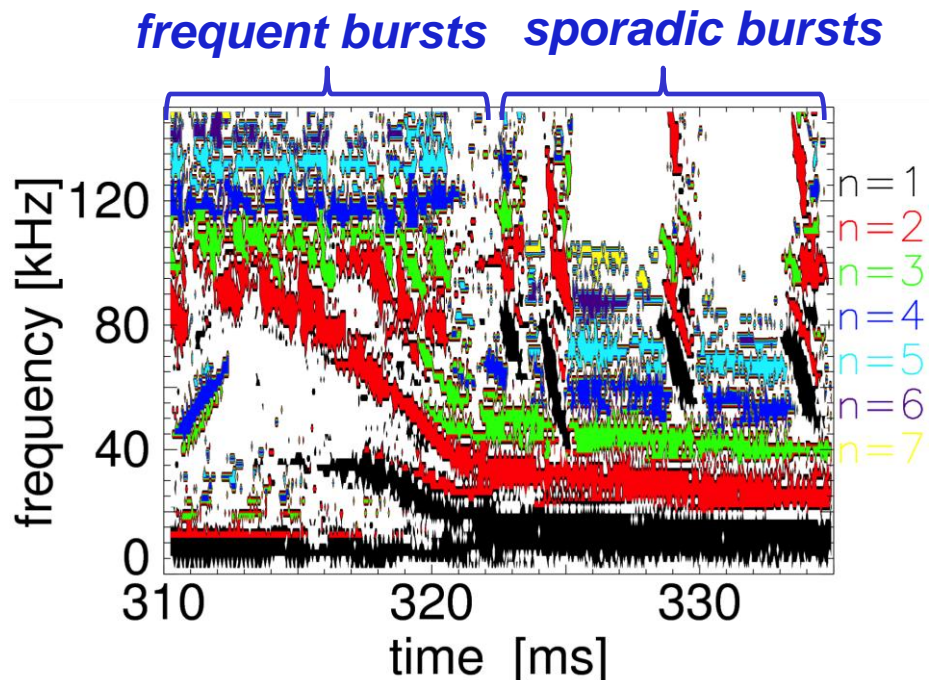 frequent bursts sporadic bursts
frequency [kHz]
120
80
40
0
310 320 330
time [ms]
n=1
n=2
n=3
n=4
n=5
n=6
n=7